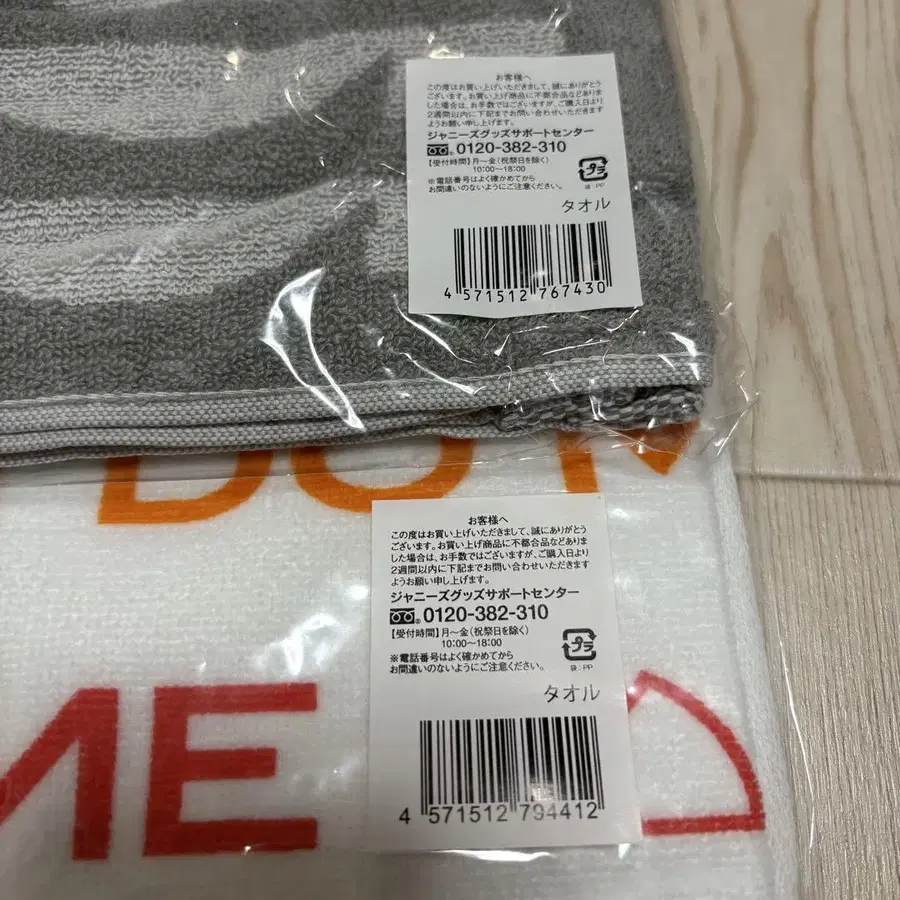 お客様へ
この度はお買い上げいただきまして、誠にありがとう
ございます。お買い上げ商品に不都合品などありま
した場合は、お手数ではございますが、ご購入日より
2週間以内に下記までお問い合わせいただきます
ようお願い申し上げます。
ジャニーズグッズサポートセンター
0120-382-310
【受付時間】月～金（祝祭日を除く）
10:00～18:00
※電話番号はよく確かめてから
お間違いのないようにご注意ください。
プラ
袋:PP
タオル
4 571512 767430
お客様へ
この度はお買い上げいただきまして、誠にありがとう
ございます。お買い上げ商品に不都合品などありま
した場合は、お手数ではございますが、ご購入日より
2週間以内に下記までお問い合わせいただきます
ようお願い申し上げます。
ジャニーズグッズサポートセンター
0120-382-310
【受付時間】月～金（祝祭日を除く）
10:00～18:00
※電話番号はよく確かめてから
お間違いのないようにご注意ください。
プラ
袋:PP
タオル
4 571512 794412
ME